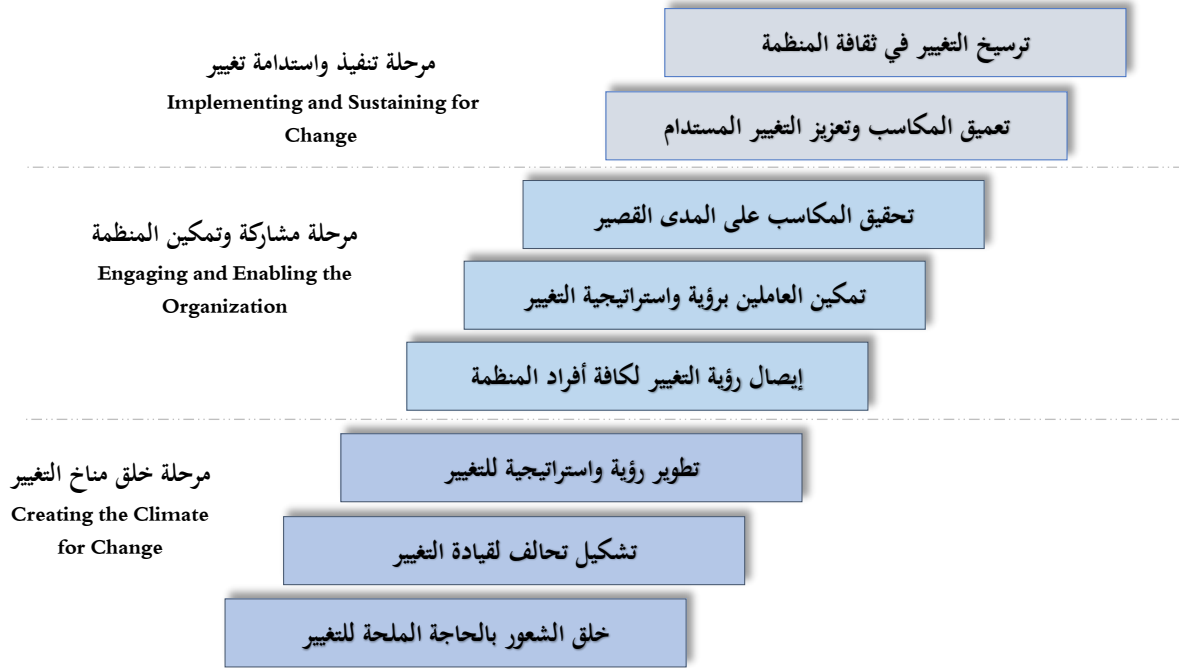 ترسيخ التغيير في ثقافة المنظمة
تعميق المكاسب وتعزيز التغيير المستدام
مرحلة تنفيذ واستدامة تغيير
Implementing and Sustaining for
Change
تحقيق المكاسب على المدى القصير
تمكين العاملين برؤية واستراتيجية التغيير
إيصال رؤية التغيير لكافة أفراد المنظمة
مرحلة مشاركة وتمكين المنظمة
Engaging and Enabling the
Organization
تطوير رؤية واستراتيجية للتغيير
تشكيل تحالف لقيادة التغيير
خلق الشعور بالحاجة الملحة للتغيير
مرحلة خلق مناخ التغيير
Creating the Climate
for Change